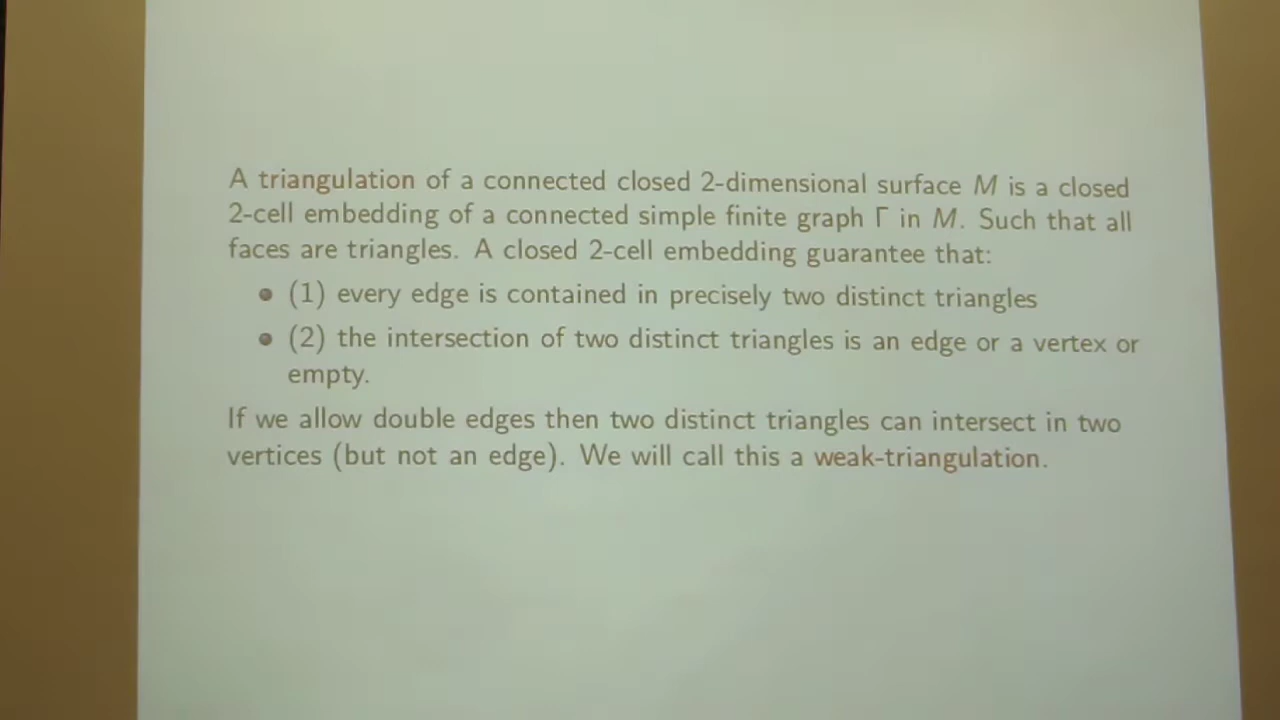 A triangulation of a connected closed 2-dimensional surface M is a closed
2-cell embedding of a connected simple finite graph Γ in M. Such that all
faces are triangles. A closed 2-cell embedding guarantee that:
• (1) every edge is contained in precisely two distinct triangles
• (2) the intersection of two distinct triangles is an edge or a vertex or
empty.
If we allow double edges then two distinct triangles can intersect in two
vertices (but not an edge). We will call this a weak-triangulation.